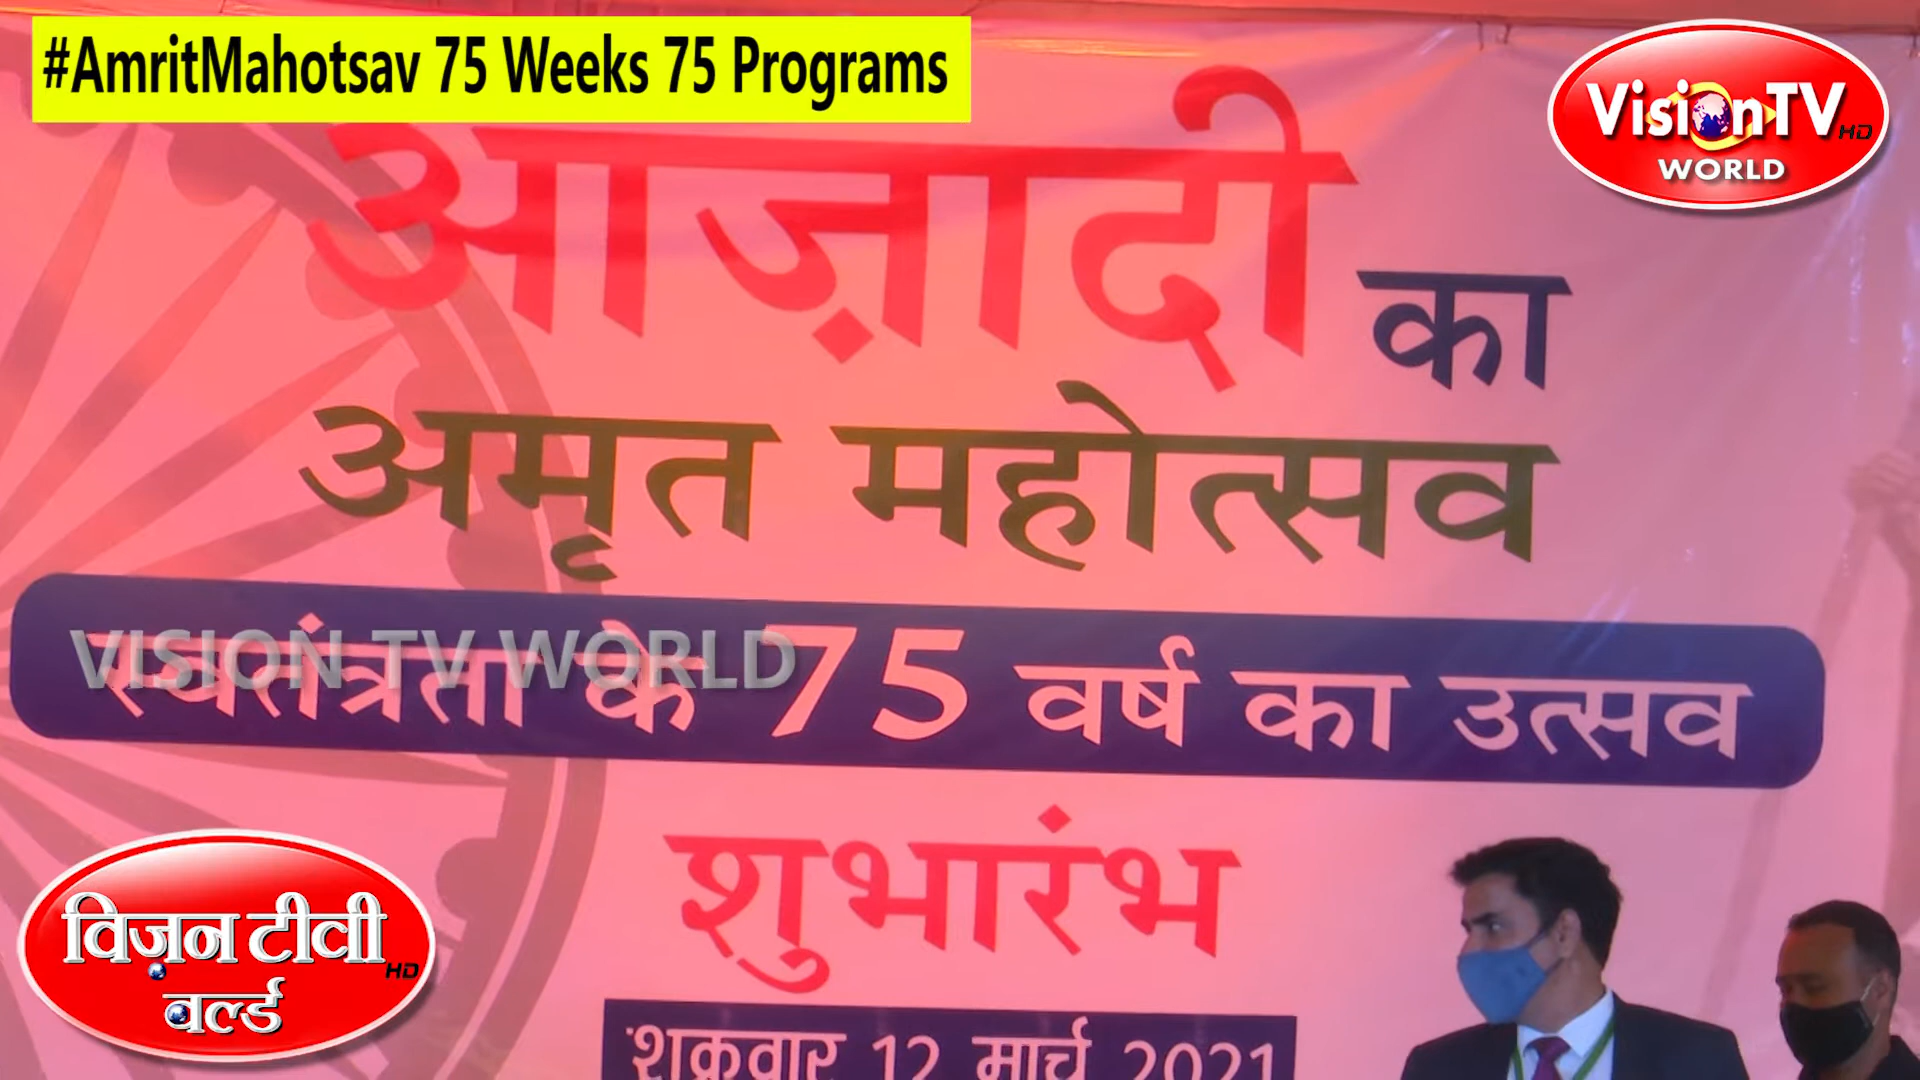 #AmritMahotsav 75 Weeks 75 Programs
VisionTV HD
WORLD
आज़ादी का
अमृत महोत्सव
स्वतंत्रता के 75 वर्ष का उत्सव
VISION TV WORLD
शुभारंभ
विज़न टीवी HD
वर्ल्ड
शुक्रवार 12 मार्च 2021